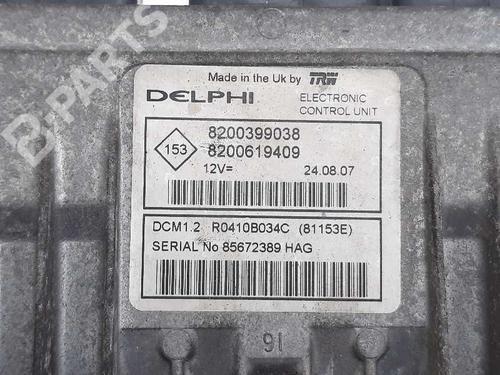 Made in the Uk by TRW
DELPHI ELECTRONIC CONTROL UNIT
153
8200399038
8200619409
12V= 24.08.07
DCM1.2 R0410B034C (81153E)
SERIAL No 85672389 HAG
91
B-PARTS